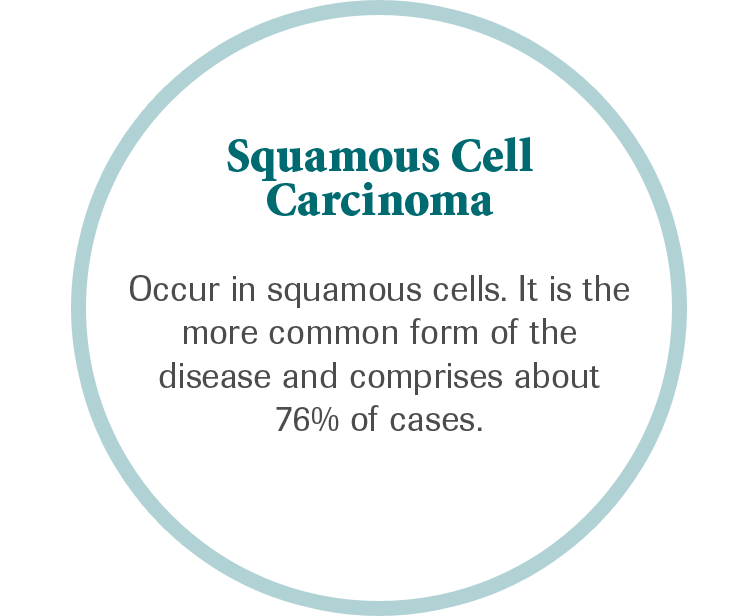 Squamous Cell
Carcinoma
Occur in squamous cells. It is the
more common form of the
disease and comprises about
76% of cases.